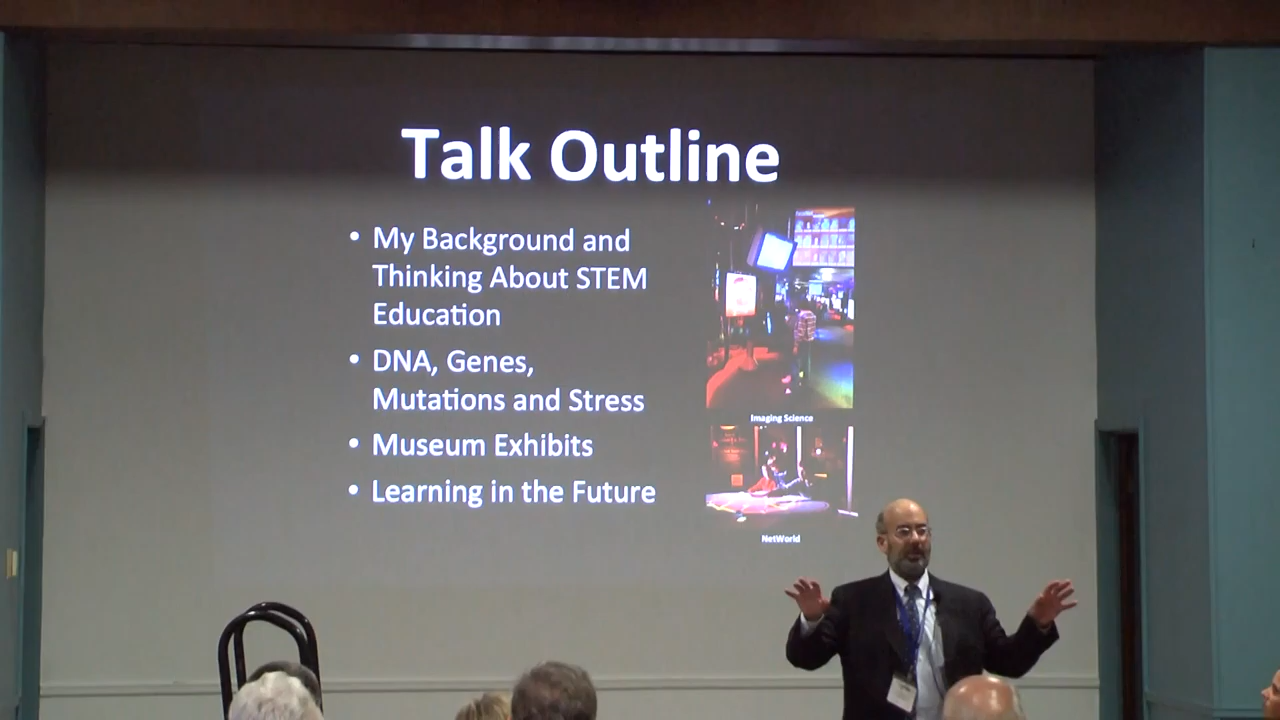 Talk Outline
• My Background and
Thinking About STEM
Education
• DNA, Genes,
Mutations and Stress
• Museum Exhibits
• Learning in the Future
Imaging Science
NetWorld